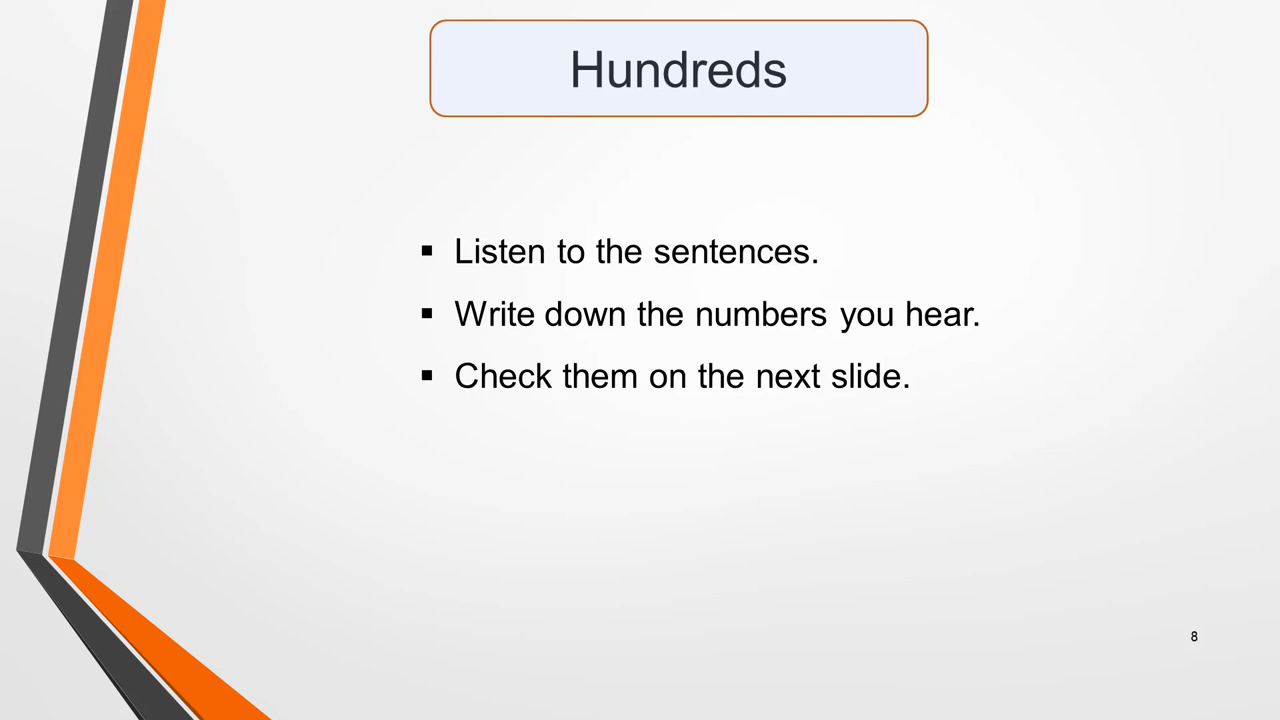 Hundreds
▪ Listen to the sentences.
▪ Write down the numbers you hear.
▪ Check them on the next slide.
8